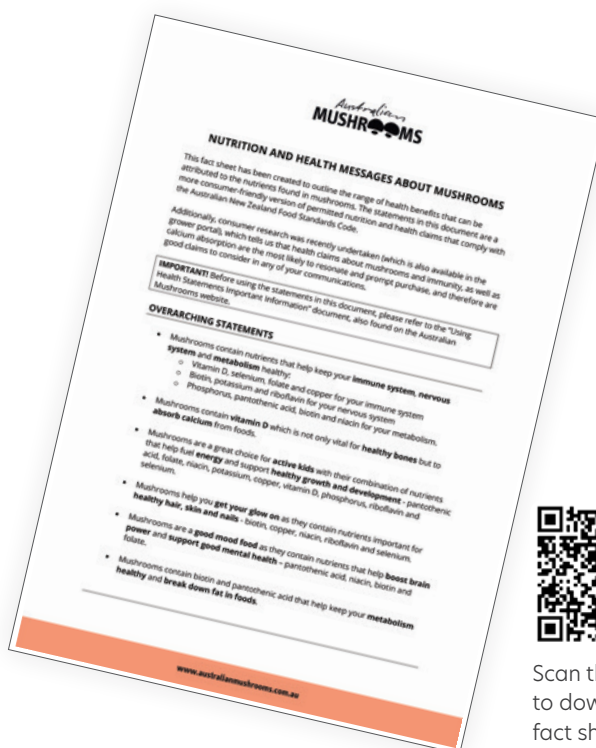 Australian
MUSHROOMS
NUTRITION AND HEALTH MESSAGES ABOUT MUSHROOMS
This fact sheet has been created to outline the range of health benefits that can be
attributed to the nutrients found in mushrooms. The statements in this document are a
more consumer-friendly version of permitted nutrition and health claims that comply with
the Australian New Zealand Food Standards Code.
Additionally, consumer research was recently undertaken (which is also available in the
grower portal), which tells us that health claims about mushrooms and immunity, as well as
calcium absorption are the most likely to resonate and prompt purchase, and therefore are
good claims to consider in any of your communications.
IMPORTANT! Before using the statements in this document, please refer to the "Using
Health Statements Important Information" document, also found on the Australian
Mushrooms website.
OVERARCHING STATEMENTS
• Mushrooms contain nutrients that help keep your immune system, nervous
system and metabolism healthy:
o Vitamin D, selenium, folate and copper for your immune system
o Biotin, potassium and riboflavin for your nervous system
o Phosphorus, pantothenic acid, biotin and niacin for your metabolism.
• Mushrooms contain vitamin D which is not only vital for healthy bones but to
absorb calcium from foods.
• Mushrooms are a great choice for active kids with their combination of nutrients
that help fuel energy and support healthy growth and development - pantothenic
acid, folate, niacin, potassium, copper, vitamin D, phosphorus, riboflavin and
selenium.
• Mushrooms help you get your glow on as they contain nutrients important for
healthy hair, skin and nails - biotin, copper, niacin, riboflavin and selenium.
• Mushrooms are a good mood food as they contain nutrients that help boost brain
power and support good mental health - pantothenic acid, niacin, biotin and
folate.
• Mushrooms contain biotin and pantothenic acid that help keep your metabolism
healthy and break down fat in foods.
www.australianmushrooms.com.au
Scan th
to dow
fact sh